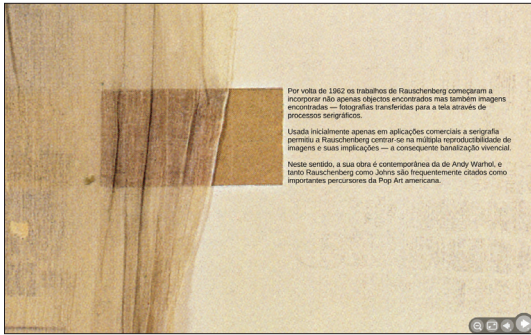 Por volta de 1962 os trabalhos de Rauschenberg começaram a
incorporar não apenas objectos encontrados mas também imagens
encontradas — fotografias transferidas para a tela através de
processos serigráficos.
Usada inicialmente apenas em aplicações comerciais a serigrafia
permitiu a Rauschenberg centrar-se na múltipla reproductibilidade de
imagens e suas implicações — a consequente banalização vivencial.
Neste sentido, a sua obra é contemporânea da de Andy Warhol, e
tanto Rauschenberg como Johns são frequentemente citados como
importantes percursores da Pop Art americana.